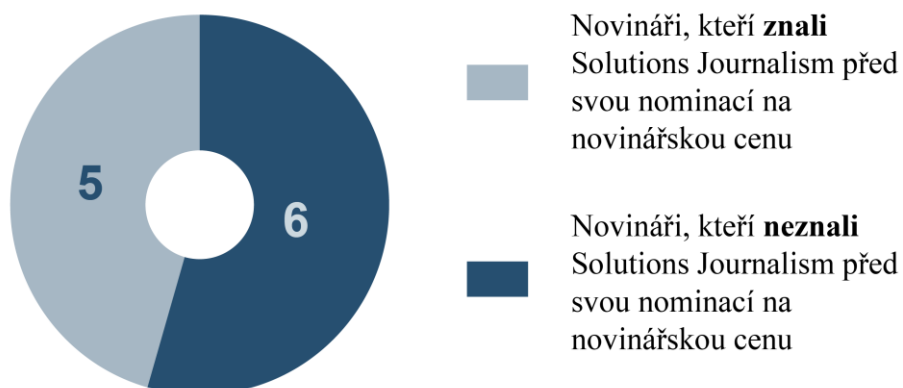 5
6
Novináři, kteří znali
Solutions Journalism před
svou nominací na
novinářskou cenu
Novináři, kteří neznali
Solutions Journalism před
svou nominací na
novinářskou cenu